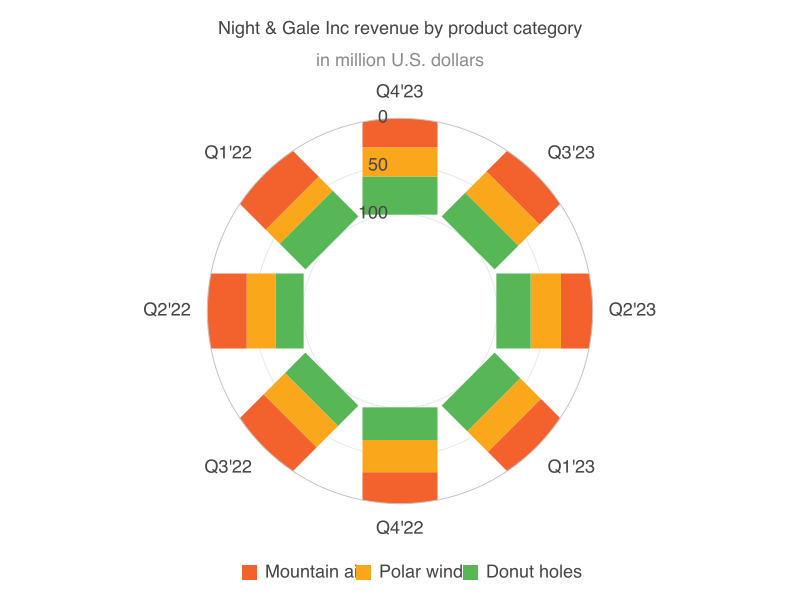 Night & Gale Inc revenue by product category
in million U.S. dollars
Q4'23
0
Q1'22
Q3'23
50
100
Q2'22
Q2'23
Q3'22
Q1'23
Q4'22
Mountain ai Polar wind Donut holes